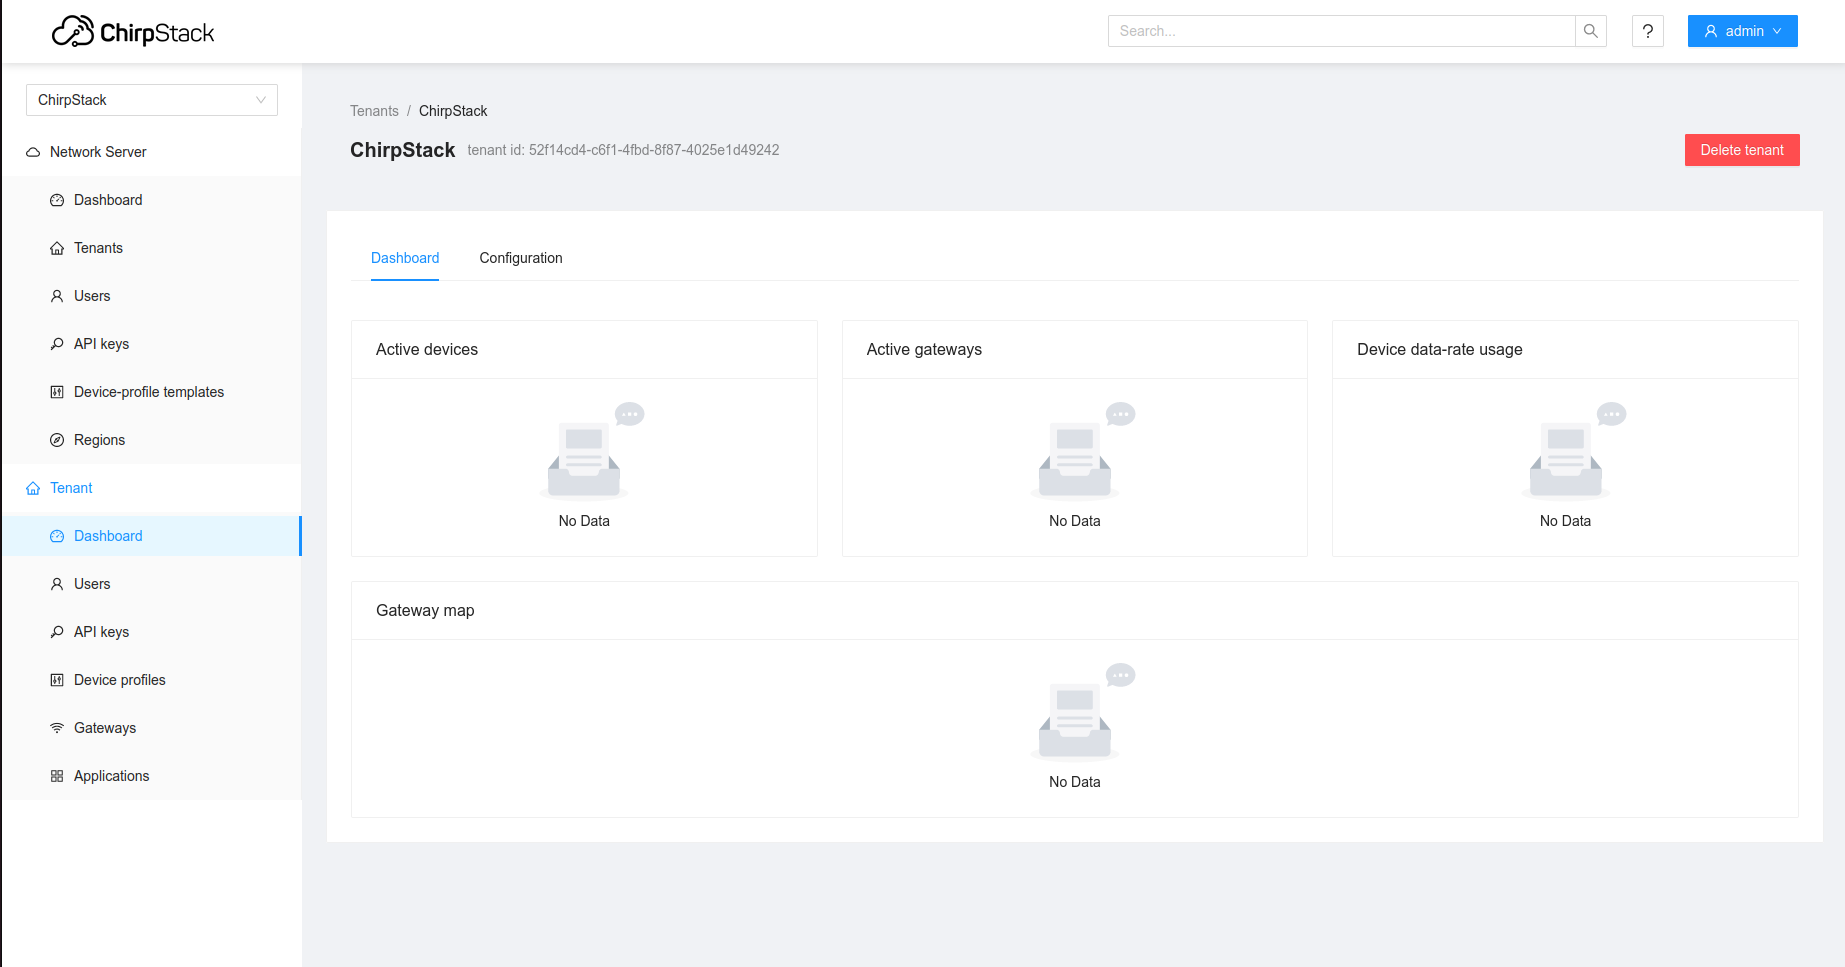 ChirpStack
Search...
?
admin
ChirpStack
Network Server
Dashboard
Tenants
Users
API keys
Device-profile templates
Regions
Tenant
Dashboard
Users
API keys
Device profiles
Gateways
Applications
Tenants / ChirpStack
ChirpStack tenant id: 52f14cd4-c6f1-4fbd-8f87-4025e1d49242
Delete tenant
Dashboard Configuration
Active devices
No Data
Active gateways
No Data
Device data-rate usage
No Data
Gateway map
No Data